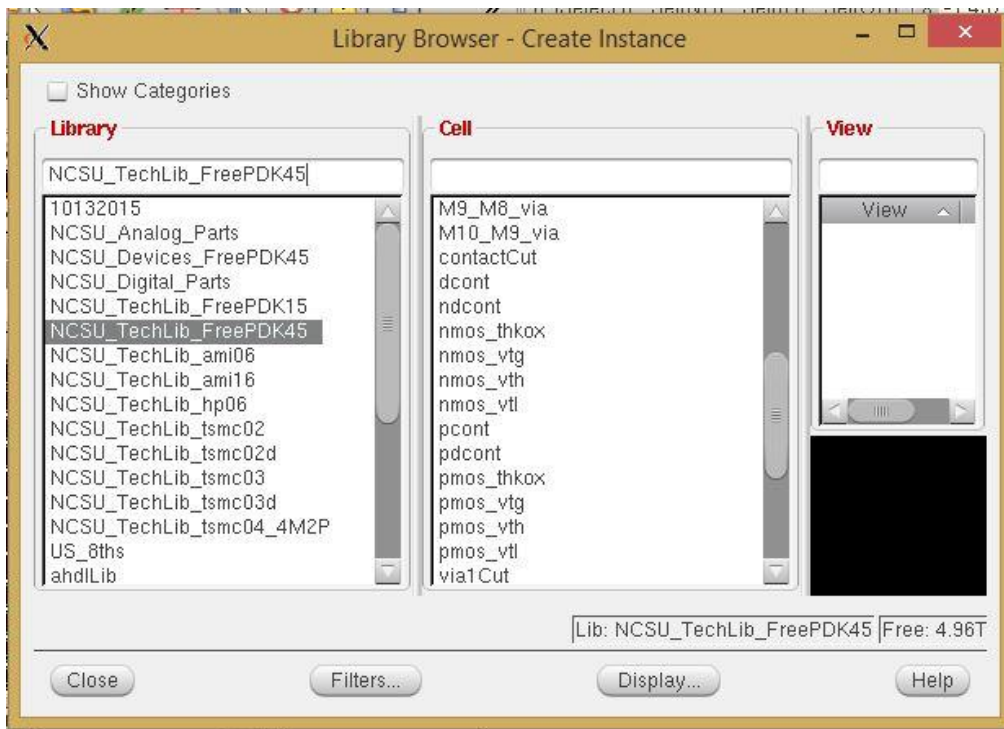 Library Browser - Create Instance
Show Categories
Library
NCSU_TechLib_FreePDK45
10132015
NCSU_Analog_Parts
NCSU_Devices_FreePDK45
NCSU_Digital_Parts
NCSU_TechLib_FreePDK15
NCSU_TechLib_FreePDK45
NCSU_TechLib_ami06
NCSU_TechLib_ami16
NCSU_TechLib_hp06
NCSU_TechLib_tsmc02
NCSU_TechLib_tsmc02d
NCSU_TechLib_tsmc03
NCSU_TechLib_tsmc03d
NCSU_TechLib_tsmc04_4M2P
US_8ths
ahdlLib
Cell
M9_M8_via
M10_M9_via
contactCut
dcont
ndcont
nmos_thkox
nmos_vtg
nmos_vth
nmos_vtl
pcont
pdcont
pmos_thkox
pmos_vtg
pmos_vth
pmos_vtl
via1Cut
View
View
Lib: NCSU_TechLib_FreePDK45
Free: 4.96T
Close
Filters...
Display...
Help